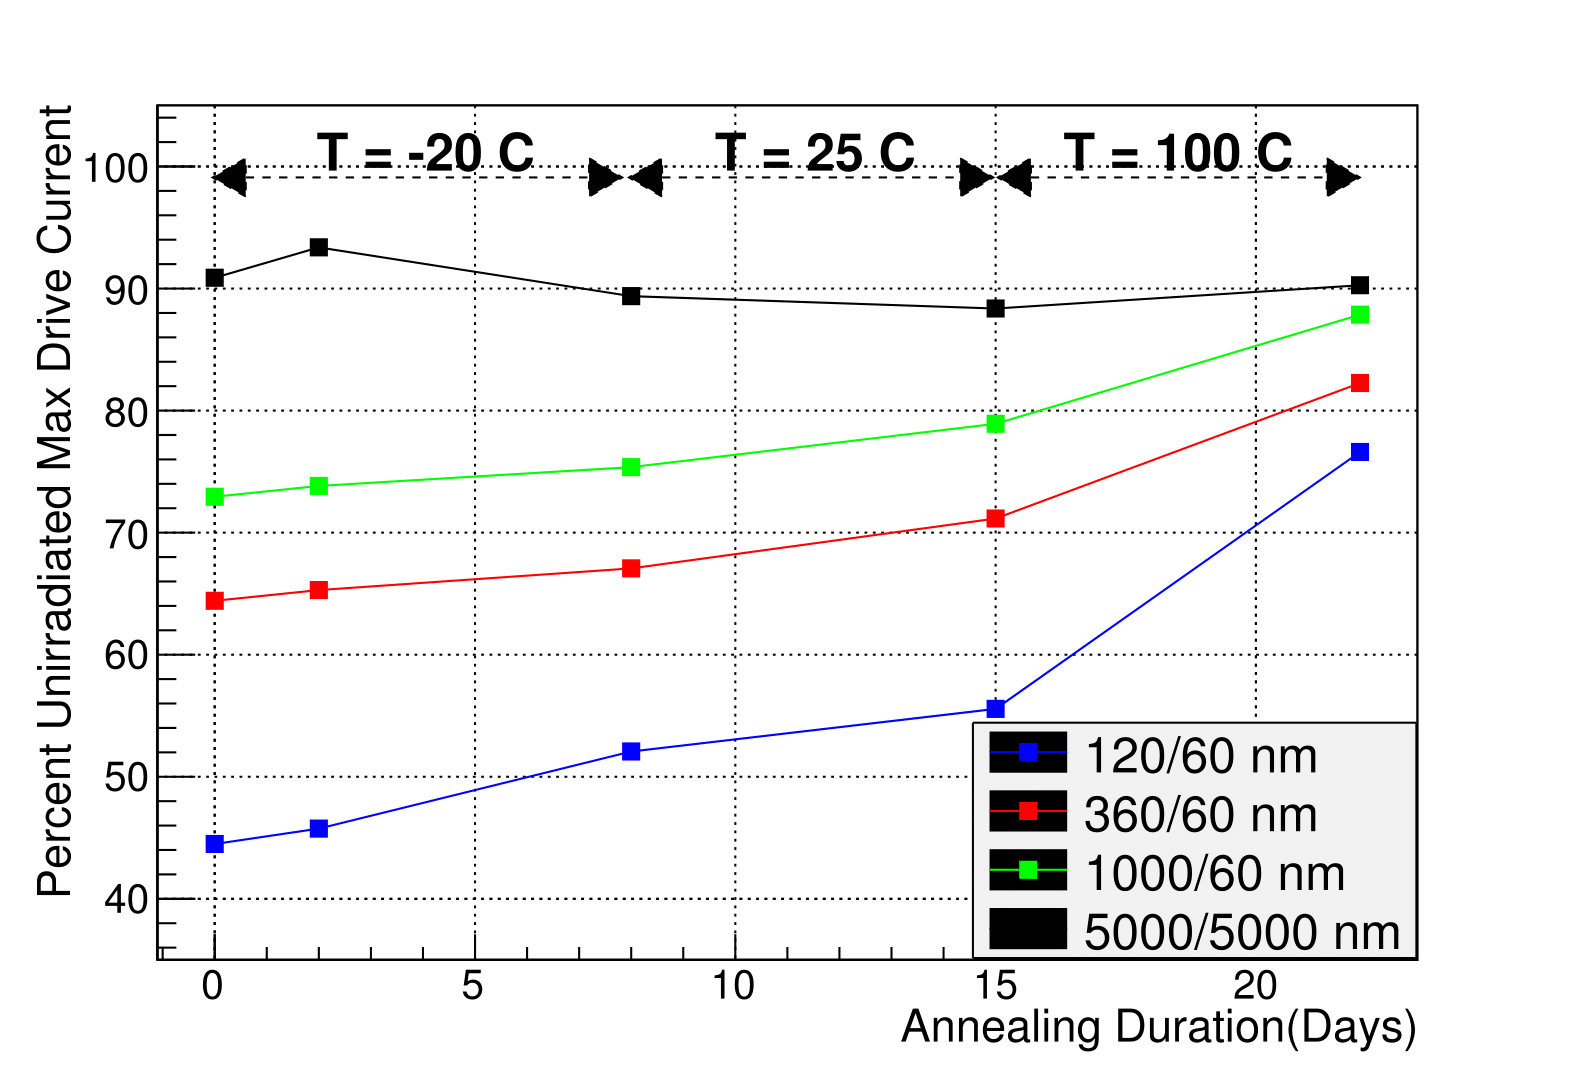 Percent Unirradiated Max Drive Current
T = -20 C
T = 25 C
T = 100 C
100
90
80
70
60
50
40
120/60 nm
360/60 nm
1000/60 nm
5000/5000 nm
0
5
10
15
20
Annealing Duration(Days)